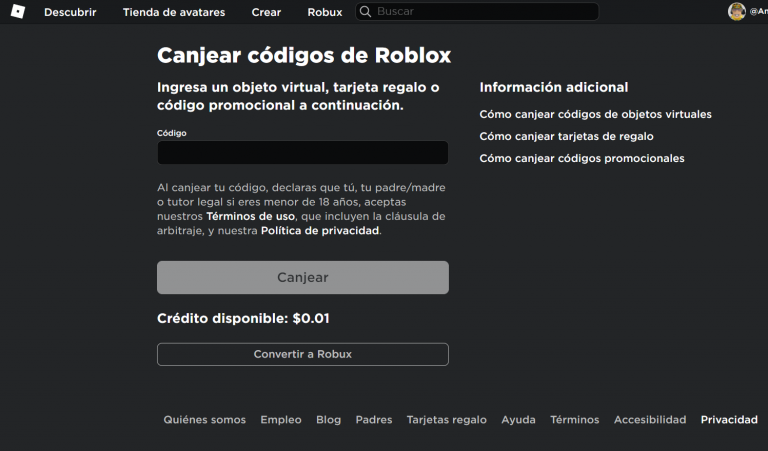 Descubrir Tienda de avatares Crear Robux Buscar @An
Canjear códigos de Roblox
Ingresa un objeto virtual, tarjeta regalo o
código promocional a continuación.
Código
Al canjear tu código, declaras que tú, tu padre/madre
o tutor legal si eres menor de 18 años, aceptas
nuestros Términos de uso, que incluyen la cláusula de
arbitraje, y nuestra Política de privacidad.
Canjear
Crédito disponible: $0.01
Convertir a Robux
Información adicional
Cómo canjear códigos de objetos virtuales
Cómo canjear tarjetas de regalo
Cómo canjear códigos promocionales
Quiénes somos Empleo Blog Padres Tarjetas regalo Ayuda Términos Accesibilidad Privacidad